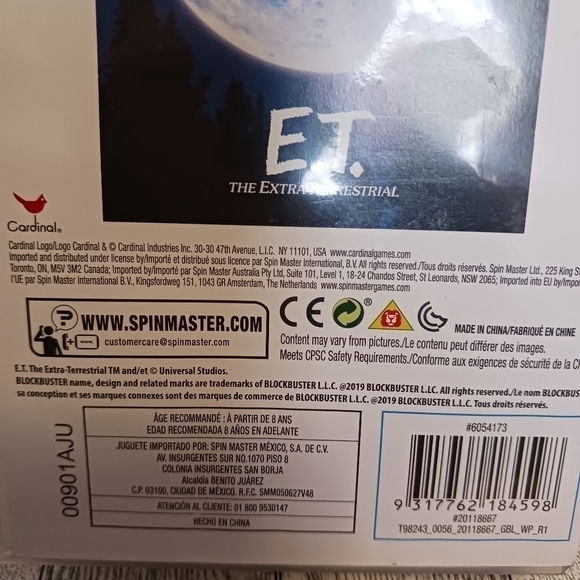 E.T.
THE EXTRA-TERRESTRIAL
Cardinal®
Cardinal Logo/Logo Cardinal & © Cardinal Industries Inc. 30-30 47th Avenue, L.I.C. NY 11101, USA www.cardinalgames.com
Imported and distributed under license by/Importé et distribué sous licence par Spin Master International, B.V. All rights reserved./Tous droits réservés. Spin Master Ltd., 225 King S
Toronto, ON, M5V 3M2 Canada; Imported by/Importé par Spin Master Australia Pty Ltd, Suite 101, Level 1, 18-24 Chandos Street, St Leonards, NSW 2065; Imported into EU by/Impor
l'UE par Spin Master International B.V., Kingsfordweg 151, 1043 GR Amsterdam, The Netherlands www.spinmastergames.com
WWW.SPINMASTER.COM
customercare@spinmaster.com
CE
MADE IN CHINA/FABRIQUÉ EN CHINE
Content may vary from pictures./Le contenu peut différer des images.
Meets CPSC Safety Requirements./Conforme aux exigences de sécurité de la C
E.T. The Extra-Terrestrial TM and/et © Universal Studios.
BLOCKBUSTER name, design and related marks are trademarks of BLOCKBUSTER L.L.C. @2019 BLOCKBUSTER L.L.C. All rights reserved./Le nom BLOCKBUS
sa conception et ses marques connexes sont des marques de commerce de BLOCKBUSTER L.L.C. @2019 BLOCKBUSTER L.L.C. Tous droits réservés.
00901AJU
ÂGE RECOMMANDÉ : À PARTIR DE 8 ANS
EDAD RECOMENDADA 8 AÑOS EN ADELANTE
JUGUETE IMPORTADO POR: SPIN MASTER MÉXICO, S.A. DE C.V.
AV. INSURGENTES SUR NO.1070 PISO 8
COLONIA INSURGENTES SAN BORJA
Alcaldía BENITO JUÁREZ
C.P. 03100, CIUDAD DE MÉXICO. R.F.C. SMM050627V48
ATENCIÓN AL CLIENTE: 01 800 9530147
HECHO EN CHINA
#6054173
9 317762 184598
#20118667
T98243_0056_20118667_GBL_WP_R1